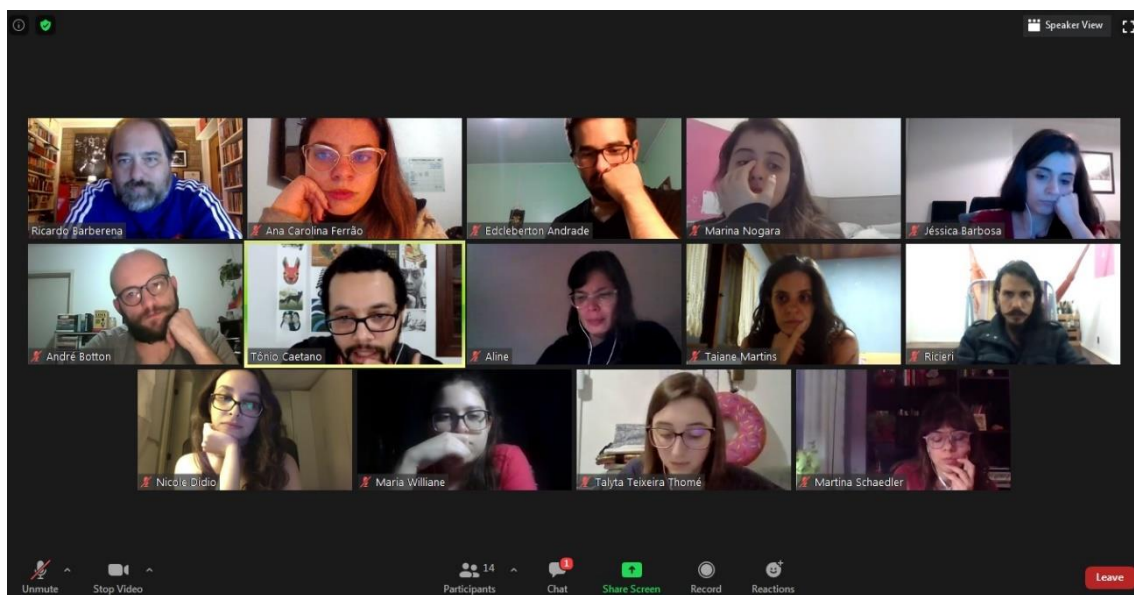 Speaker View
Ricardo Barberena
Ana Carolina Ferrão
Edcleberton Andrade
Marina Nogara
Jéssica Barbosa
André Botton
Tônio Caetano
Aline
Taiane Martins
Ricieri
Nicole Didio
Maria Williane
Talyta Teixeira Thomé
Martina Schaedler
Unmute
Stop Video
14
Participants
1
Chat
Share Screen
Record
Reactions
Leave